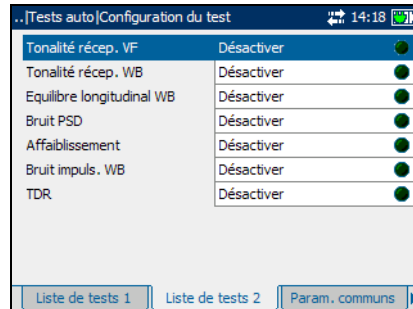 ..|Tests auto|Configuration du test 14:18
Tonalité récep. VF Désactiver
Tonalité récep. WB Désactiver
Equilibre longitudinal WB Désactiver
Bruit PSD Désactiver
Affaiblissement Désactiver
Bruit impuls. WB Désactiver
TDR Désactiver
Liste de tests 1 Liste de tests 2 Param. communs